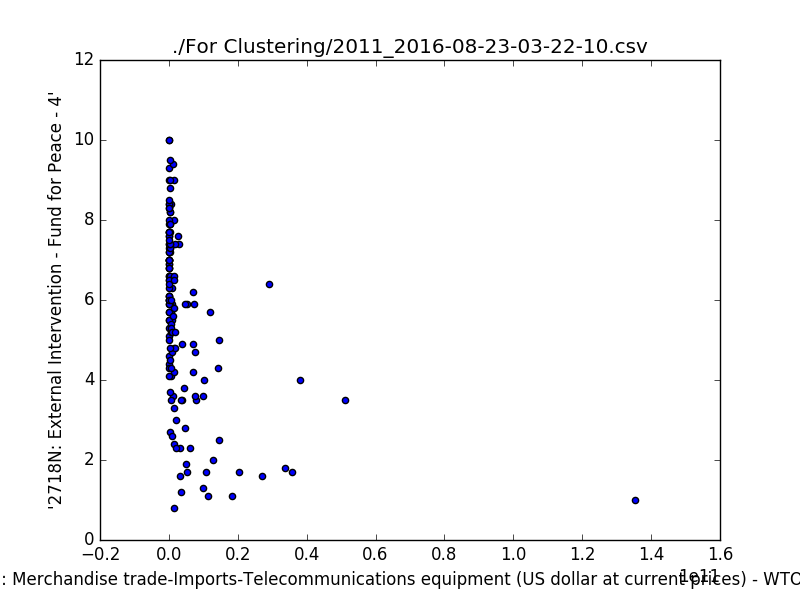 ./For Clustering/2011_2016-08-23-03-22-10.csv
12
10
8
6
4
2
0
'2718N: External Intervention - Fund for Peace - 4'
−0.2 0.0 0.2 0.4 0.6 0.8 1.0 1.2 1.4 1.6
1e11
: Merchandise trade-Imports-Telecommunications equipment (US dollar at current prices) - WTO